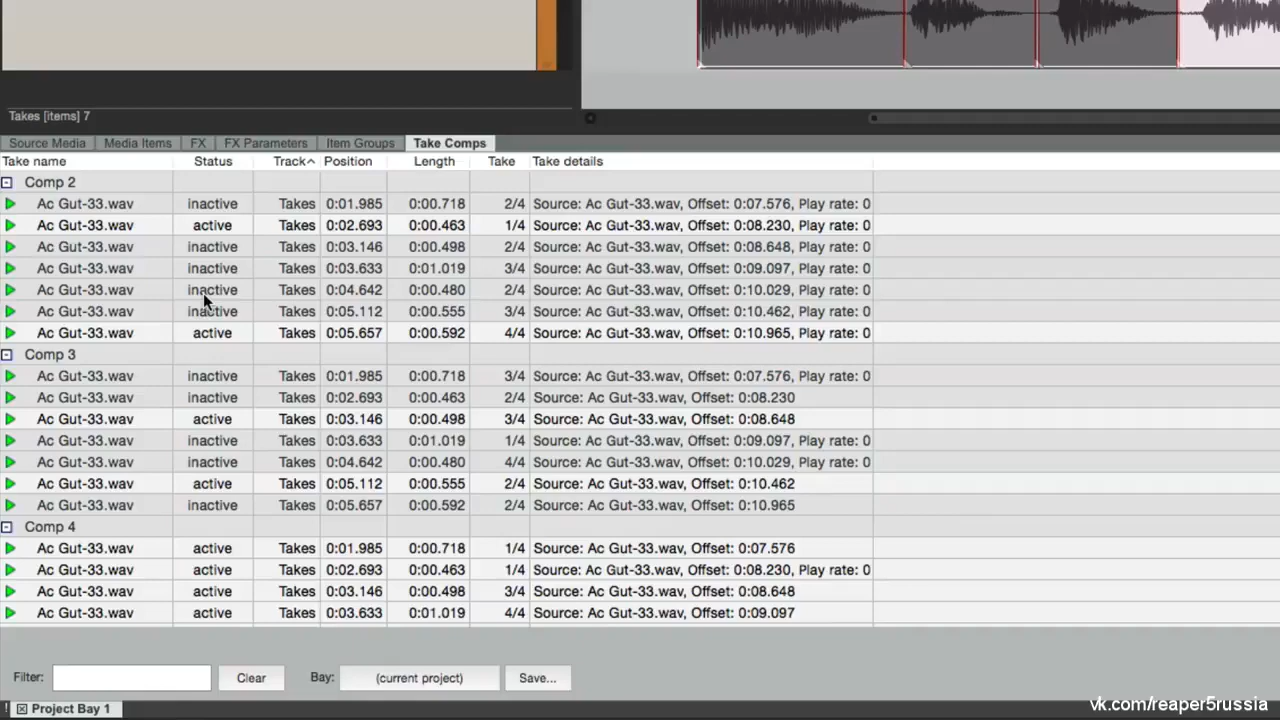 Takes [items] 7
Source Media Media Items FX FX Parameters Item Groups Take Comps
Take name Status Track Position Length Take Take details
Comp 2
Ac Gut-33.wav inactive Takes 0:01.985 0:00.718 2/4 Source: Ac Gut-33.wav, Offset: 0:07.576, Play rate: 0
Ac Gut-33.wav active Takes 0:02.693 0:00.463 1/4 Source: Ac Gut-33.wav, Offset: 0:08.230, Play rate: 0
Ac Gut-33.wav inactive Takes 0:03.146 0:00.498 2/4 Source: Ac Gut-33.wav, Offset: 0:08.648, Play rate: 0
Ac Gut-33.wav inactive Takes 0:03.633 0:01.019 3/4 Source: Ac Gut-33.wav, Offset: 0:09.097, Play rate: 0
Ac Gut-33.wav inactive Takes 0:04.642 0:00.480 2/4 Source: Ac Gut-33.wav, Offset: 0:10.029, Play rate: 0
Ac Gut-33.wav inactive Takes 0:05.112 0:00.555 3/4 Source: Ac Gut-33.wav, Offset: 0:10.462, Play rate: 0
Ac Gut-33.wav active Takes 0:05.657 0:00.592 4/4 Source: Ac Gut-33.wav, Offset: 0:10.965, Play rate: 0
Comp 3
Ac Gut-33.wav inactive Takes 0:01.985 0:00.718 3/4 Source: Ac Gut-33.wav, Offset: 0:07.576, Play rate: 0
Ac Gut-33.wav inactive Takes 0:02.693 0:00.463 2/4 Source: Ac Gut-33.wav, Offset: 0:08.230
Ac Gut-33.wav active Takes 0:03.146 0:00.498 3/4 Source: Ac Gut-33.wav, Offset: 0:08.648
Ac Gut-33.wav inactive Takes 0:03.633 0:01.019 1/4 Source: Ac Gut-33.wav, Offset: 0:09.097, Play rate: 0
Ac Gut-33.wav inactive Takes 0:04.642 0:00.480 4/4 Source: Ac Gut-33.wav, Offset: 0:10.029, Play rate: 0
Ac Gut-33.wav active Takes 0:05.112 0:00.555 2/4 Source: Ac Gut-33.wav, Offset: 0:10.462
Ac Gut-33.wav inactive Takes 0:05.657 0:00.592 2/4 Source: Ac Gut-33.wav, Offset: 0:10.965
Comp 4
Ac Gut-33.wav active Takes 0:01.985 0:00.718 1/4 Source: Ac Gut-33.wav, Offset: 0:07.576
Ac Gut-33.wav active Takes 0:02.693 0:00.463 1/4 Source: Ac Gut-33.wav, Offset: 0:08.230, Play rate: 0
Ac Gut-33.wav active Takes 0:03.146 0:00.498 3/4 Source: Ac Gut-33.wav, Offset: 0:08.648
Ac Gut-33.wav active Takes 0:03.633 0:01.019 4/4 Source: Ac Gut-33.wav, Offset: 0:09.097
Filter: Clear Bay: (current project) Save...
! Project Bay 1
vk.com/reaper5russia